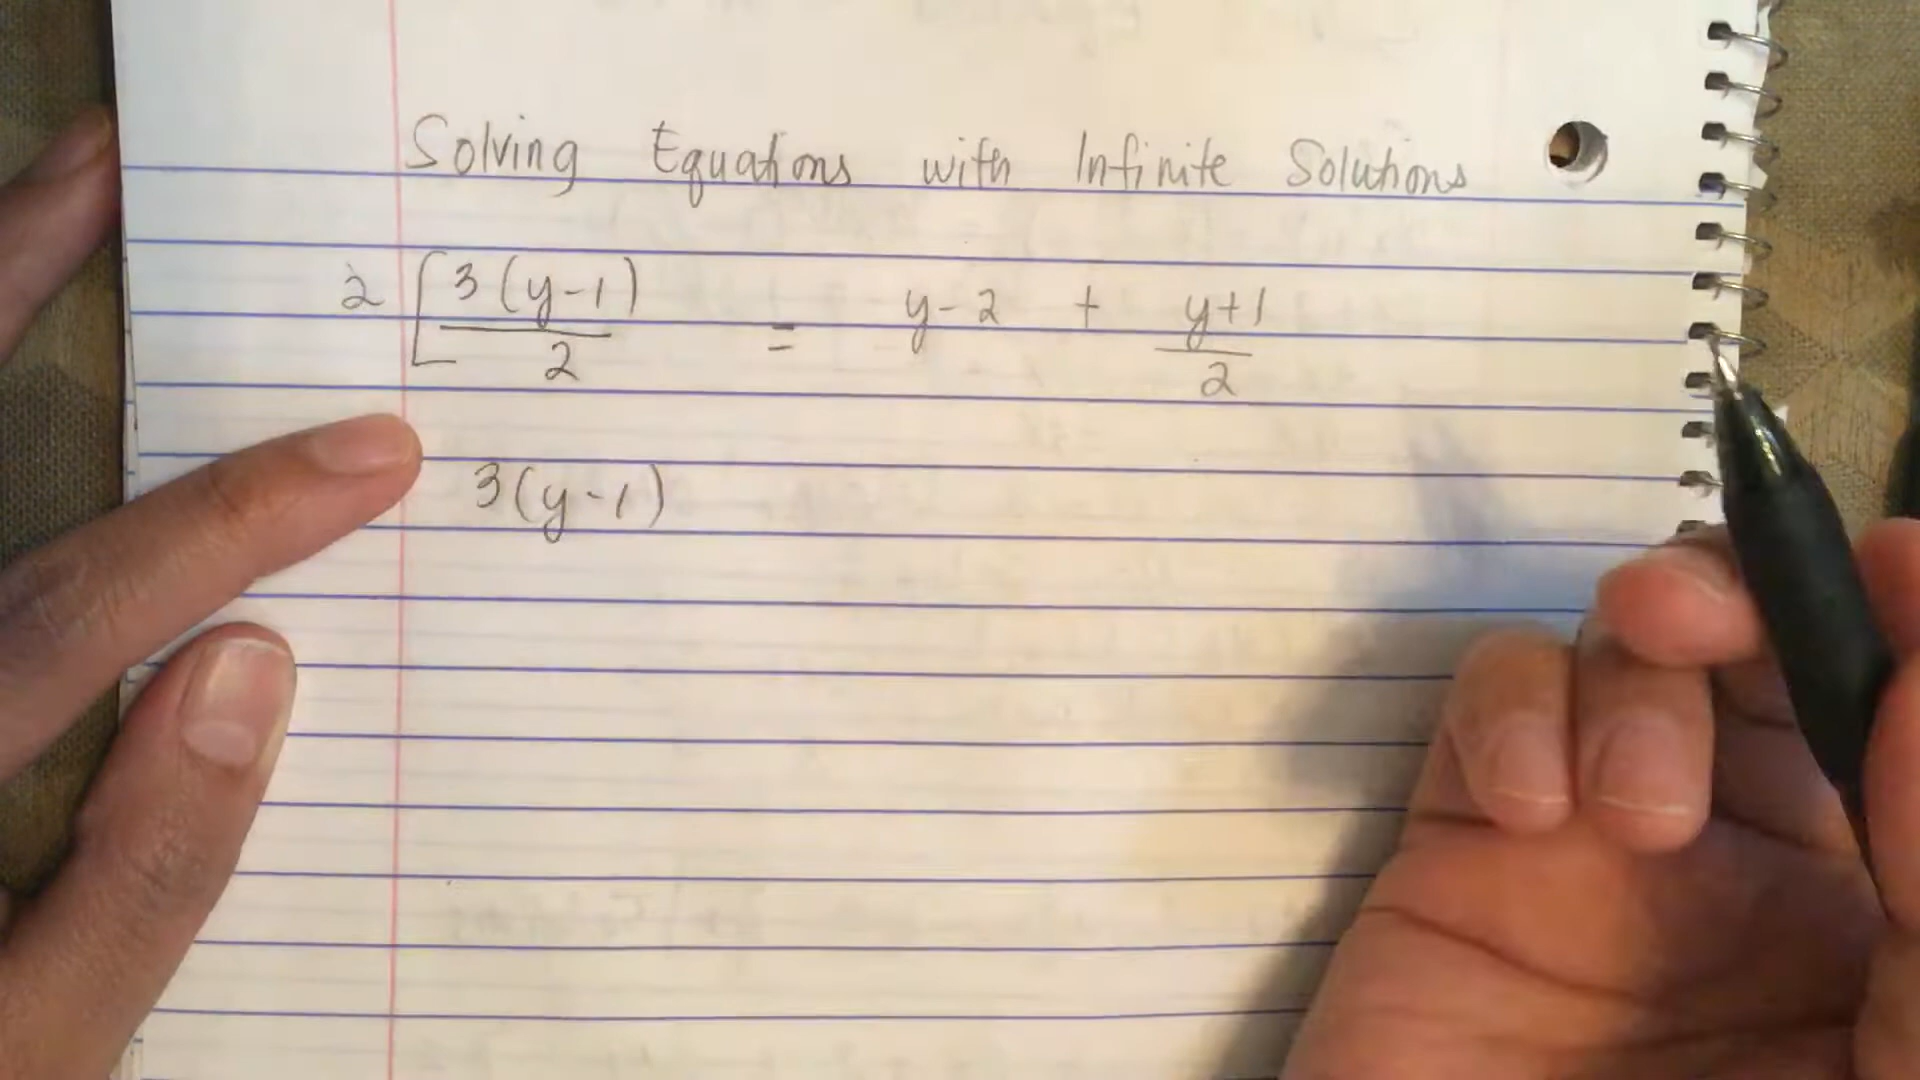 Solving Equations with Infinite Solutions
2 [ 3(y-1)/2 = y-2 + y+1/2
3(y-1)